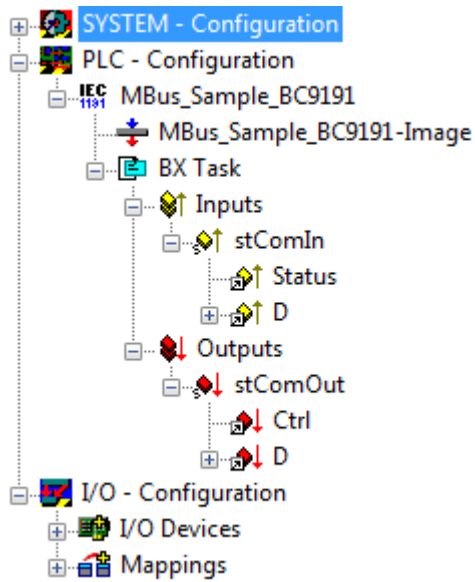 SYSTEM - Configuration
PLC - Configuration
IEC 1131 MBus_Sample_BC9191
MBus_Sample_BC9191-Image
BX Task
Inputs
stComIn
Status
D
Outputs
stComOut
Ctrl
D
I/O - Configuration
I/O Devices
Mappings